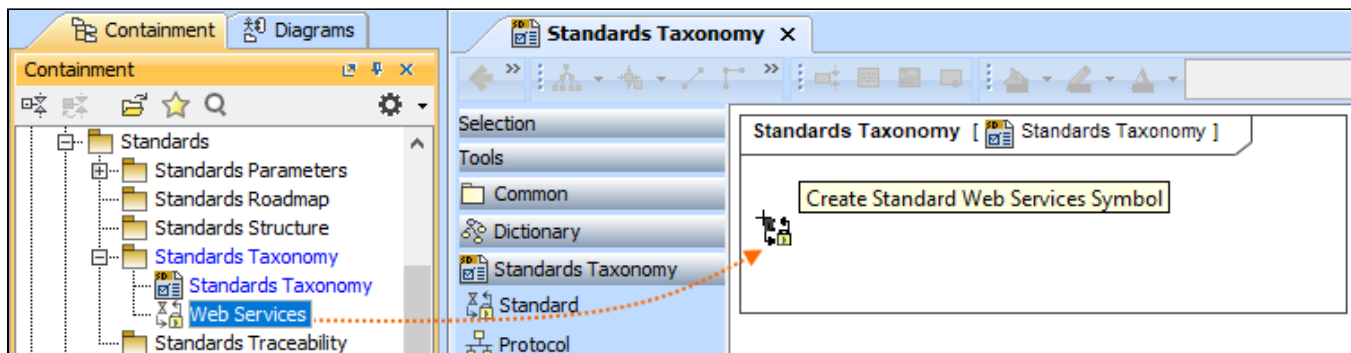 Containment
Diagrams
Containment
Standards
Standards Parameters
Standards Roadmap
Standards Structure
Standards Taxonomy
Standards Taxonomy
Web Services
Standards Traceability
Standards Taxonomy X
Selection
Tools
Common
Dictionary
Standards Taxonomy
Standard
Protocol
Standards Taxonomy [ Standards Taxonomy ]
Create Standard Web Services Symbol